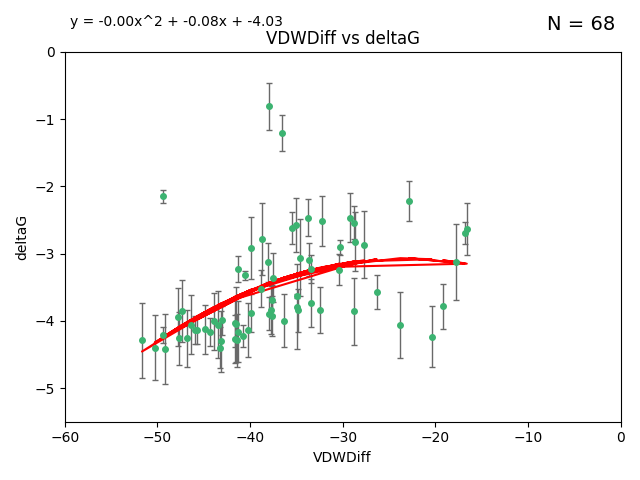 y = -0.00x^2 + -0.08x + -4.03
N = 68
VDWDiff vs deltaG
0
−1
−2
−3
−4
−5
deltaG
−60 −50 −40 −30 −20 −10 0
VDWDiff